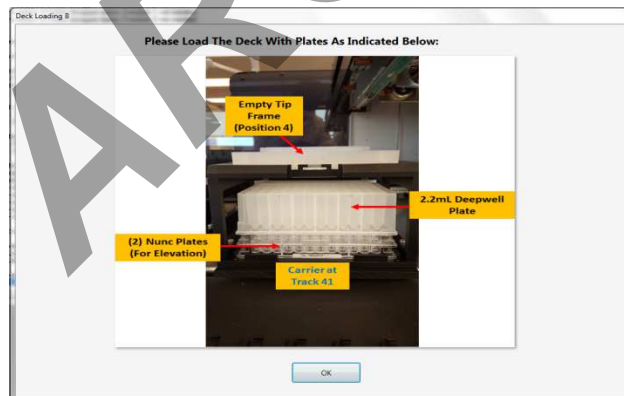 Deck Loading B
Please Load The Deck With Plates As Indicated Below:
Empty Tip
Frame
(Position 4)
2.2mL Deepwell
Plate
(2) Nunc Plates
(For Elevation)
Carrier at
Track 41
OK